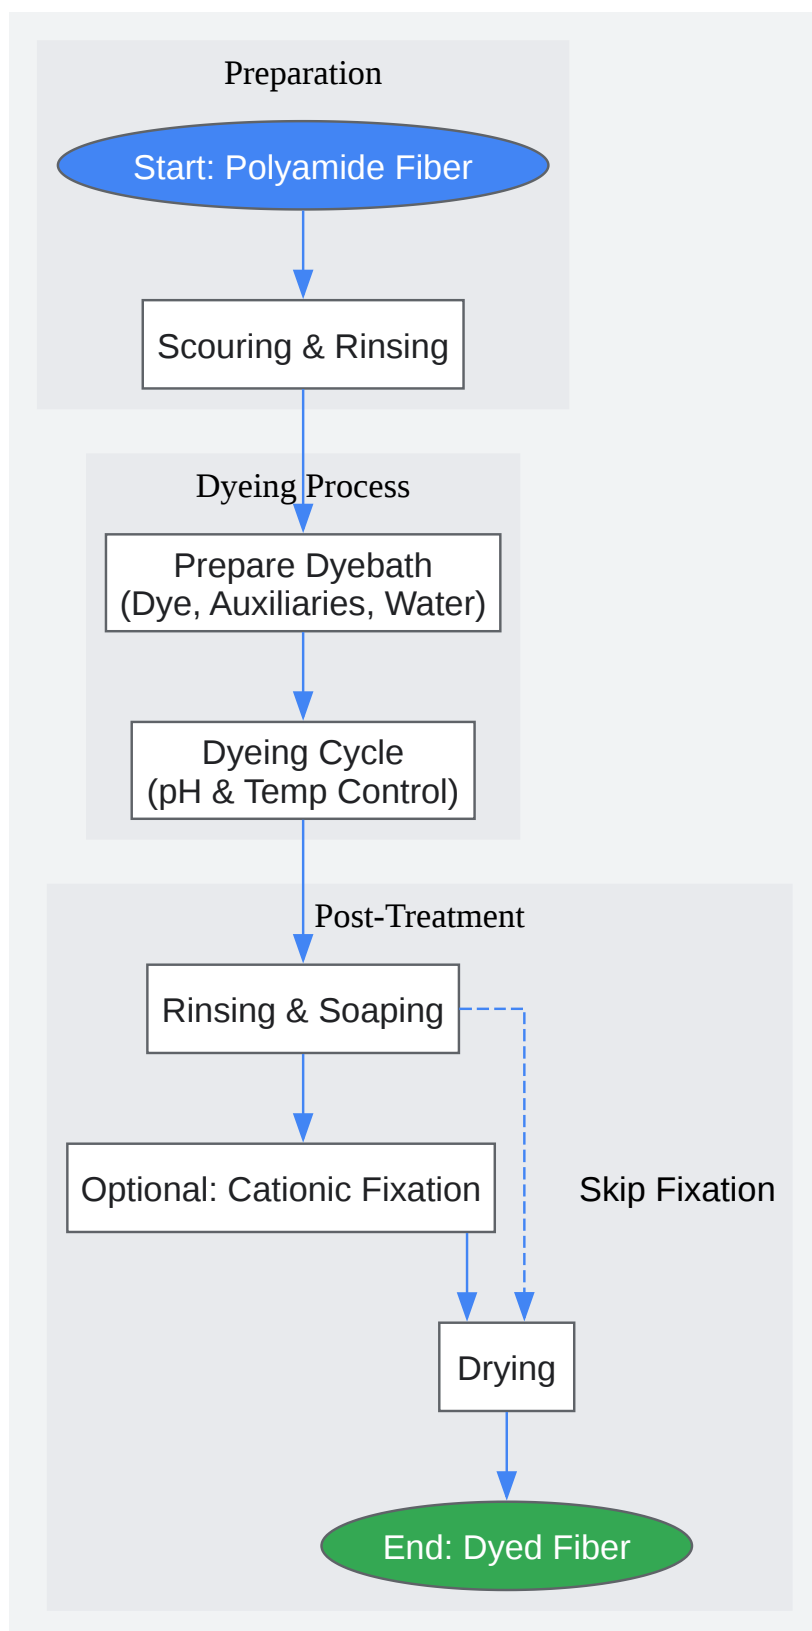 Preparation
Start: Polyamide Fiber
Scouring & Rinsing
Dyeing Process
Prepare Dyebath
(Dye, Auxiliaries, Water)
Dyeing Cycle
(pH & Temp Control)
Post-Treatment
Rinsing & Soaping
Optional: Cationic Fixation
Skip Fixation
Drying
End: Dyed Fiber